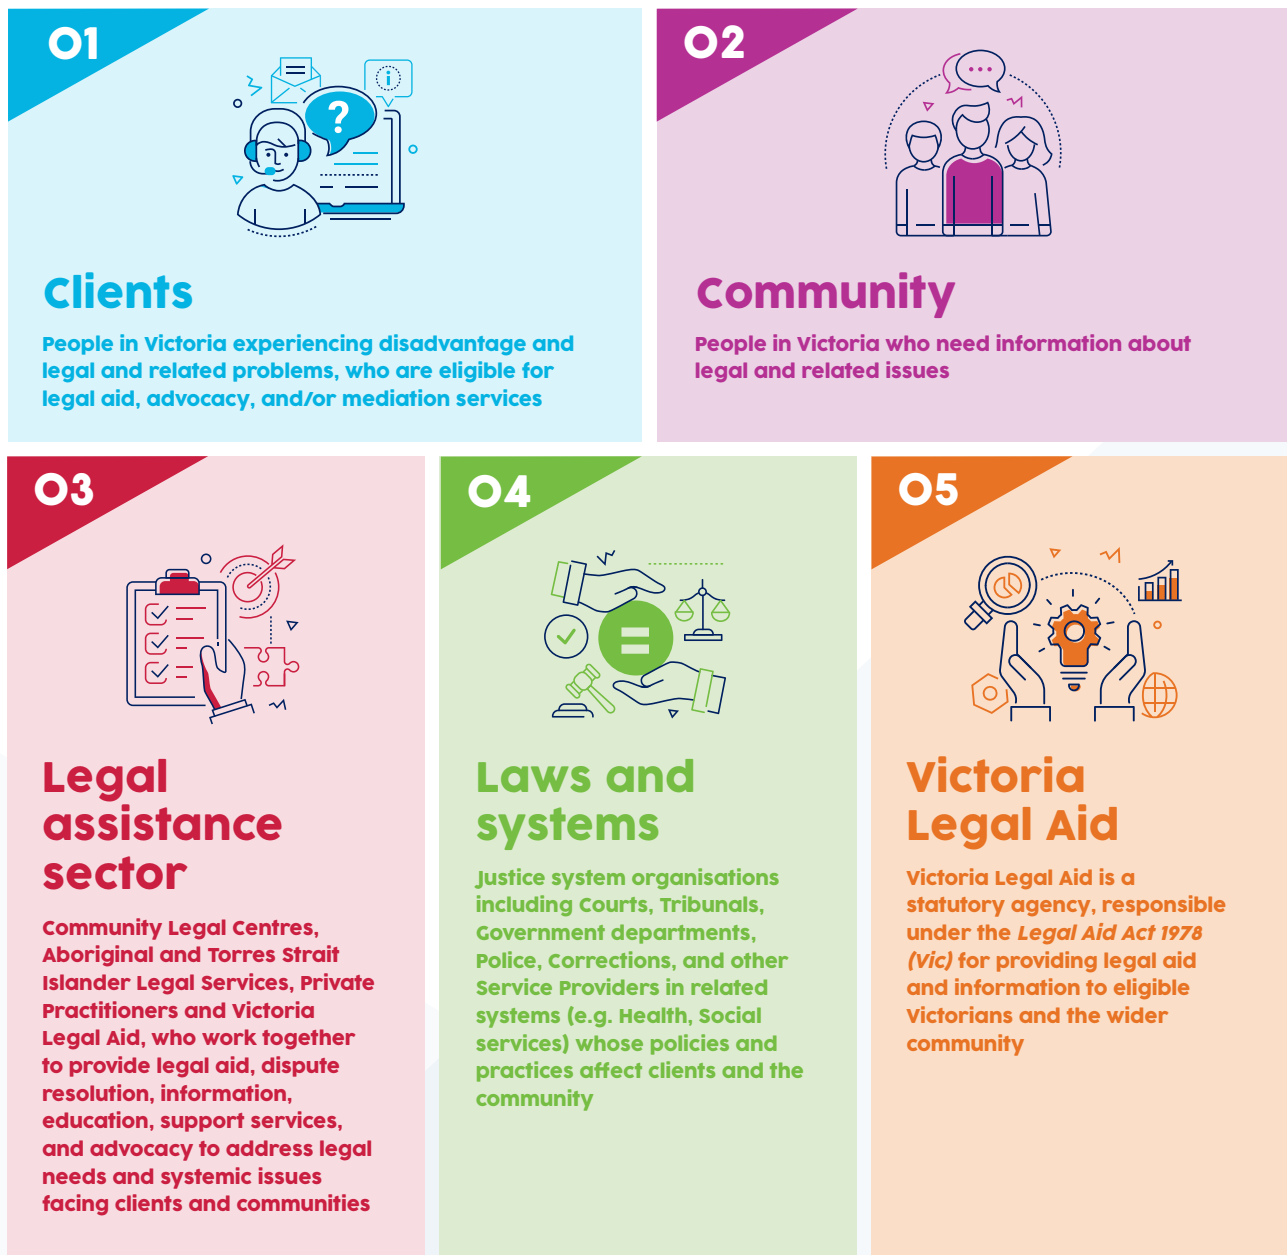 01
Clients
People in Victoria experiencing disadvantage and
legal and related problems, who are eligible for
legal aid, advocacy, and/or mediation services
02
Community
People in Victoria who need information about
legal and related issues
03
Legal
assistance
sector
Community Legal Centres,
Aboriginal and Torres Strait
Islander Legal Services, Private
Practitioners and Victoria
Legal Aid, who work together
to provide legal aid, dispute
resolution, information,
education, support services,
and advocacy to address legal
needs and systemic issues
facing clients and communities
04
Laws and
systems
Justice system organisations
including Courts, Tribunals,
Government departments,
Police, Corrections, and other
Service Providers in related
systems (e.g. Health, Social
services) whose policies and
practices affect clients and the
community
05
Victoria
Legal Aid
Victoria Legal Aid is a
statutory agency, responsible
under the Legal Aid Act 1978
(Vic) for providing legal aid
and information to eligible
Victorians and the wider
community